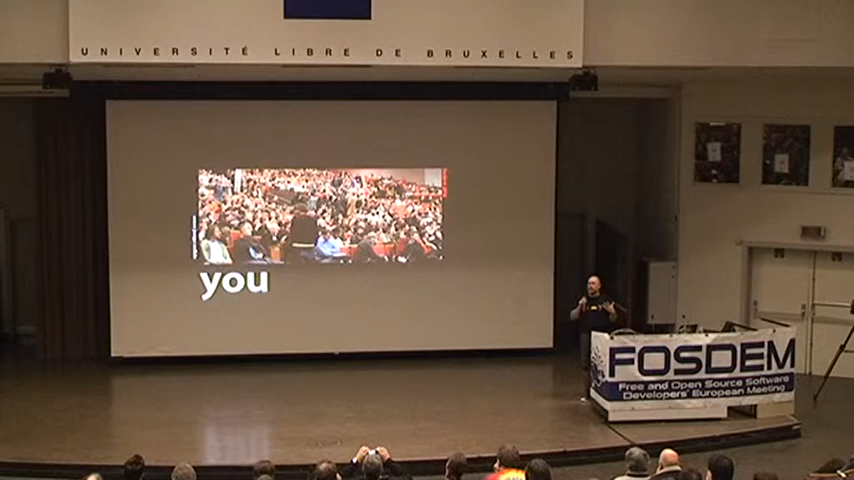 UNIVERSITÉ LIBRE DE BRUXELLES
you
FOSDEM
Free and Open Source Software
Developers' European Meeting